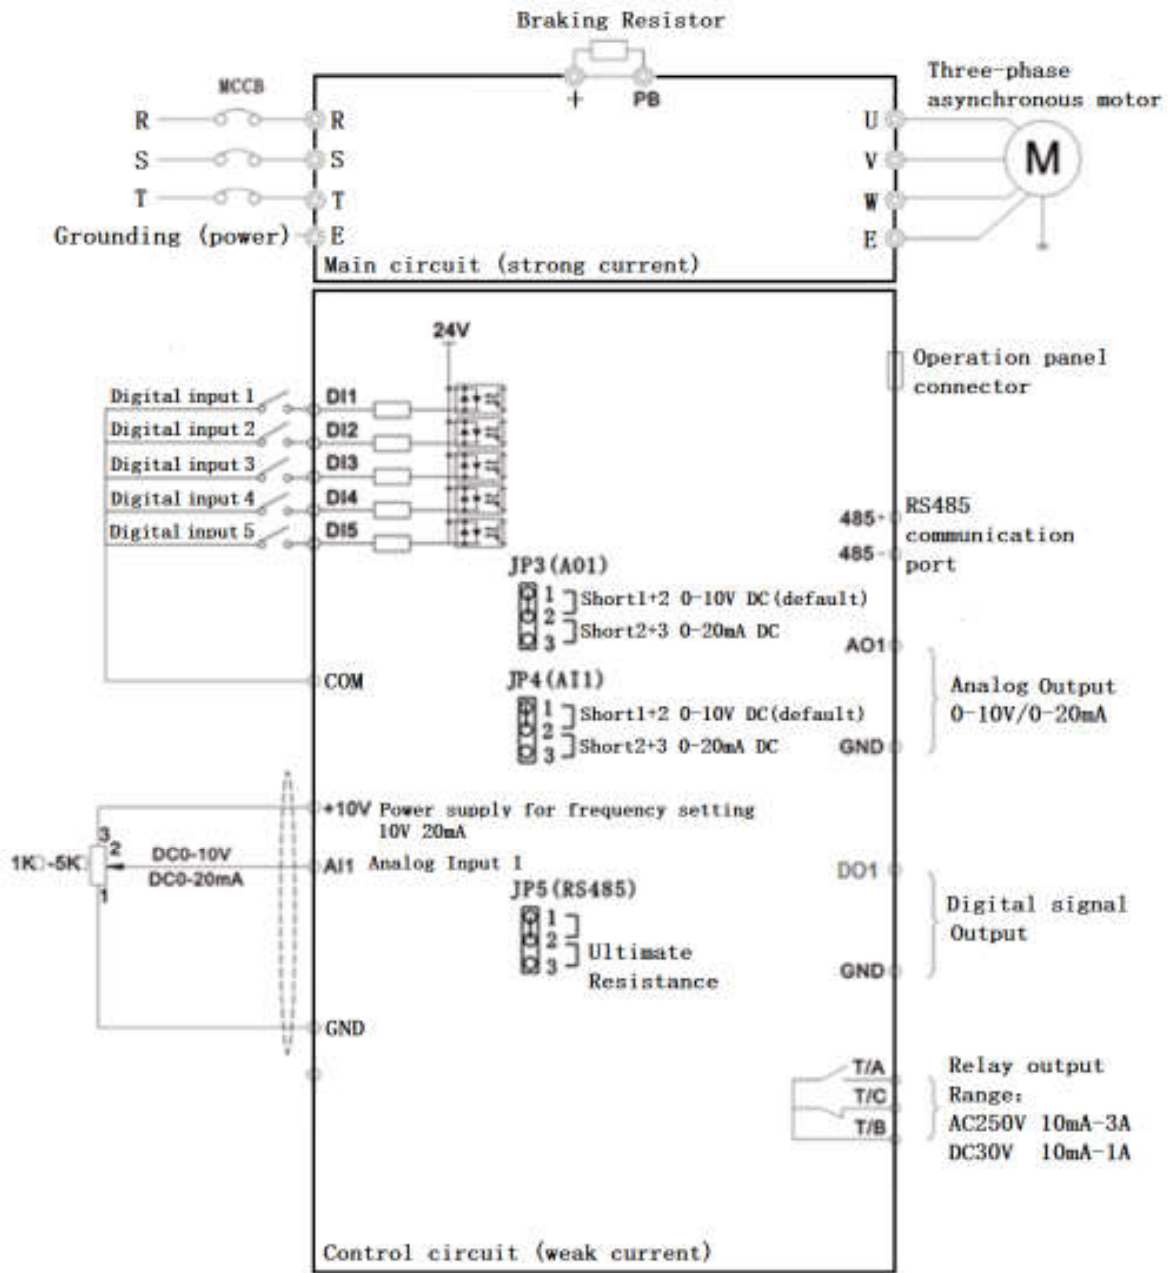 Braking Resistor
MCCB
+
PB
Three-phase
asynchronous motor
R
R
U
S
S
V
M
T
T
W
Grounding (power)
E
E
Main circuit (strong current)
24V
Operation panel
connector
Digital input 1
DI1
Digital input 2
DI2
Digital input 3
DI3
Digital input 4
DI4
Digital input 5
DI5
485+
485-
RS485
communication
port
JP3(AO1)
1
2
3
Short1+2 0-10V DC(default)
Short2+3 0-20mA DC
AO1
COM
JP4(AI1)
1
2
3
Short1+2 0-10V DC(default)
Short2+3 0-20mA DC
GND
Analog Output
0-10V/0-20mA
+10V Power supply for frequency setting
10V 20mA
3
2
1
1K□-5K□
DC0-10V
DC0-20mA
AI1 Analog Input 1
JP5(RS485)
1
2
3
Ultimate
Resistance
DO1
GND
Digital signal
Output
GND
T/A
T/C
T/B
Relay output
Range:
AC250V 10mA-3A
DC30V 10mA-1A
Control circuit (weak current)